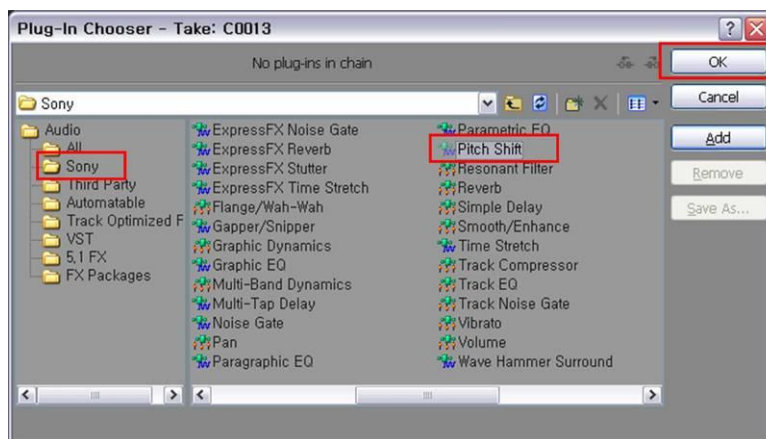 Plug-In Chooser - Take: C0013
No plug-ins in chain
OK
Sony
Cancel
Audio
All
Sony
Third Party
Automatable
Track Optimized F
VST
5,1 FX
FX Packages
ExpressFX Noise Gate
ExpressFX Reverb
ExpressFX Stutter
ExpressFX Time Stretch
Flange/Wah-Wah
Gapper/Snipper
Graphic Dynamics
Graphic EQ
Multi-Band Dynamics
Multi-Tap Delay
Noise Gate
Pan
Paragraphic EQ
Parametric EQ
Pitch Shift
Resonant Filter
Reverb
Simple Delay
Smooth/Enhance
Time Stretch
Track Compressor
Track EQ
Track Noise Gate
Vibrato
Volume
Wave Hammer Surround
Add
Remove
Save As...